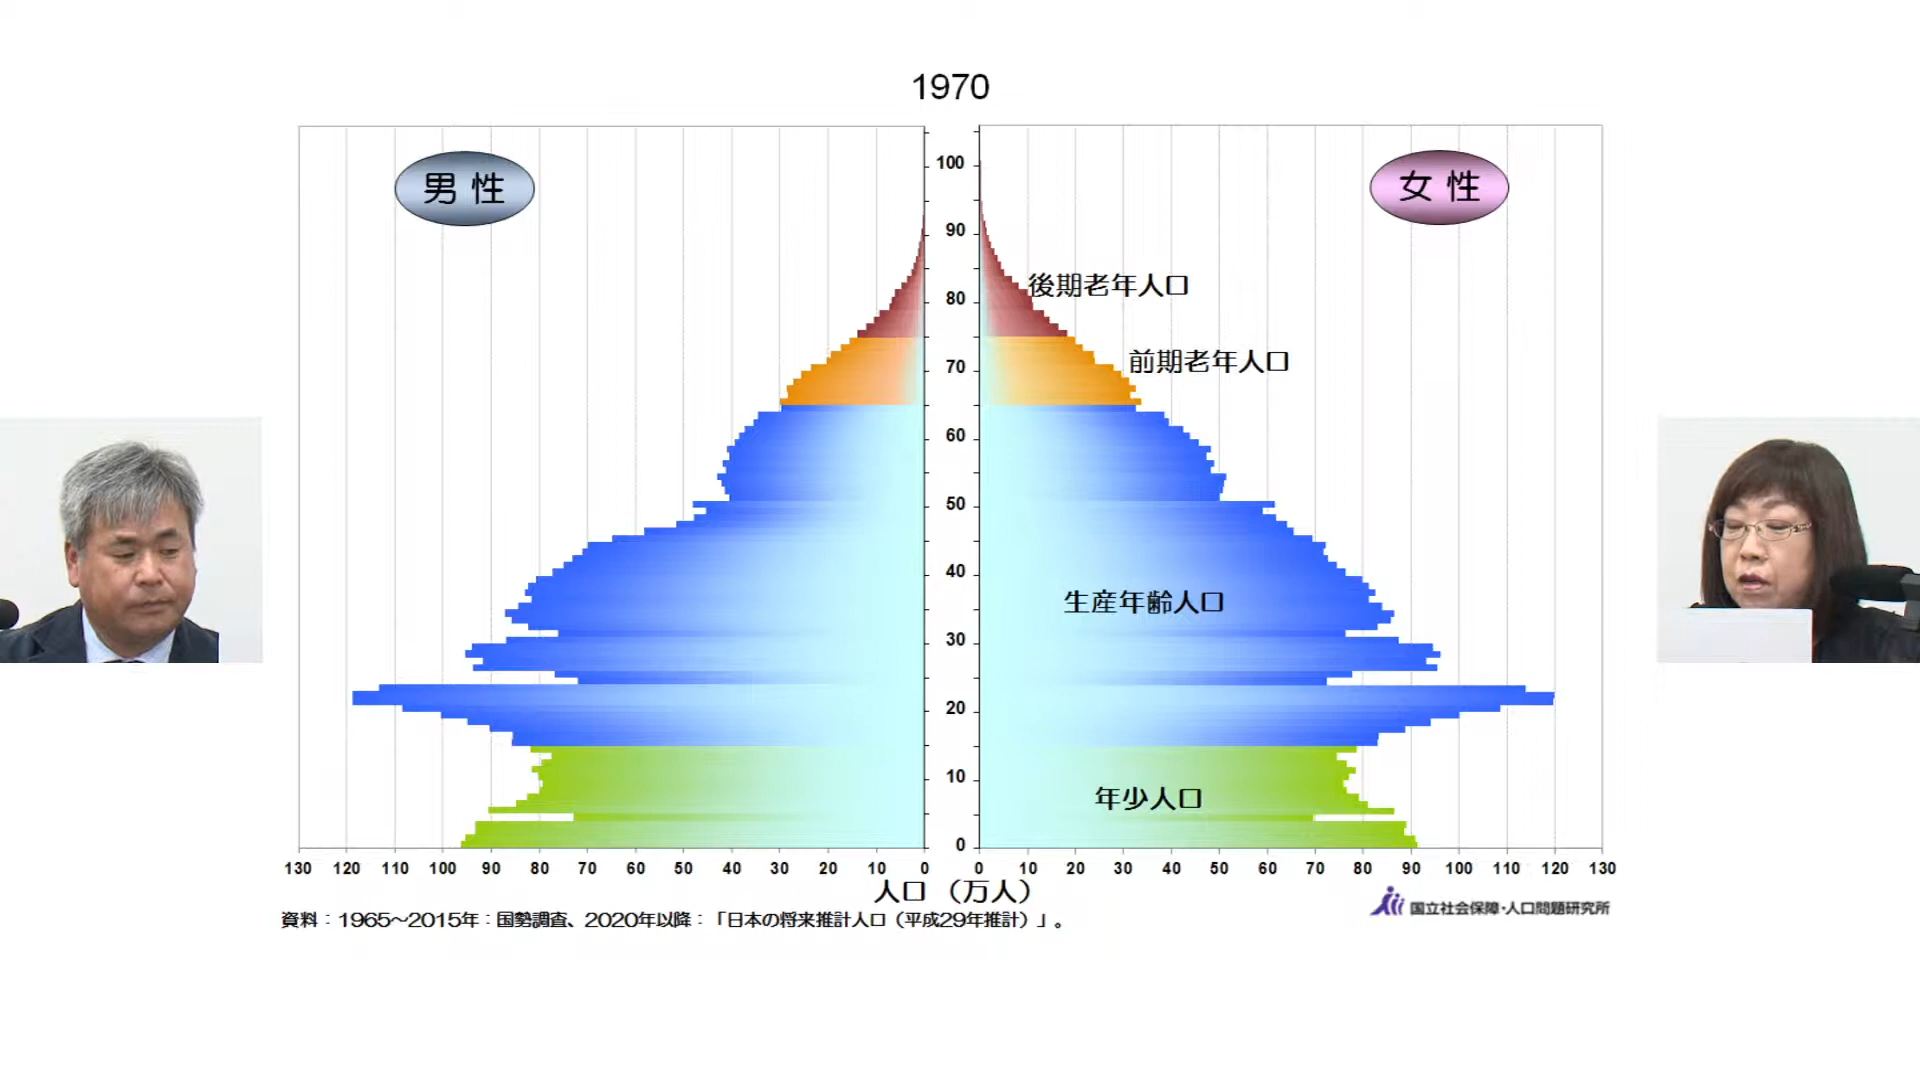 1970
男性
女性
100
90
80
70
60
50
40
30
20
10
0
後期老年人口
前期老年人口
生産年齢人口
年少人口
130 120 110 100 90 80 70 60 50 40 30 20 10 0
0 10 20 30 40 50 60 70 80 90 100 110 120 130
人口 (万人)
資料：1965～2015年：国勢調査、2020年以降：「日本の将来推計人口（平成29年推計）」。
国立社会保障・人口問題研究所